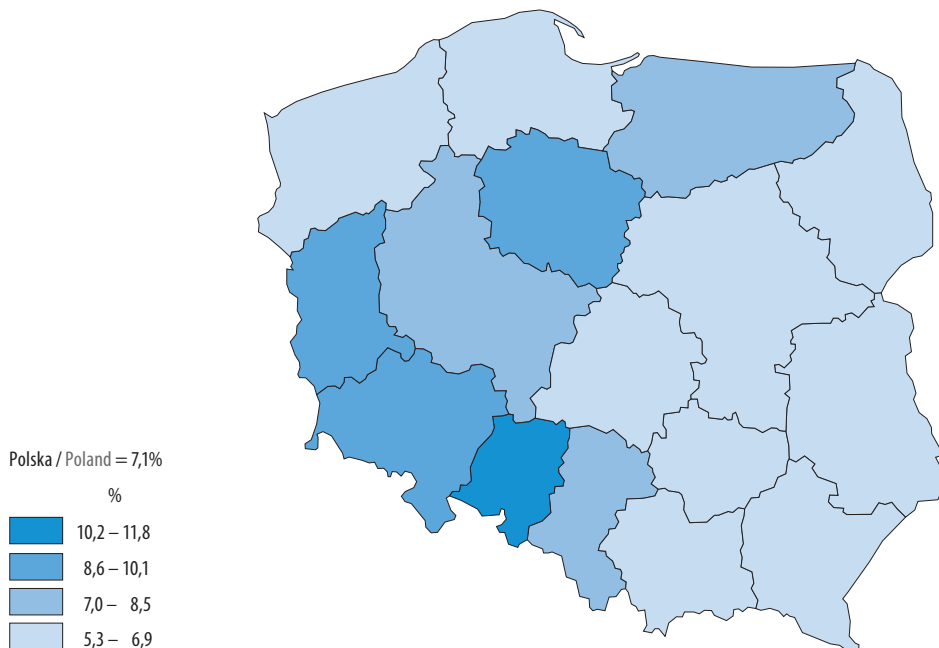 Polska / Poland = 7,1%
%
10,2 – 11,8
8,6 – 10,1
7,0 – 8,5
5,3 – 6,9